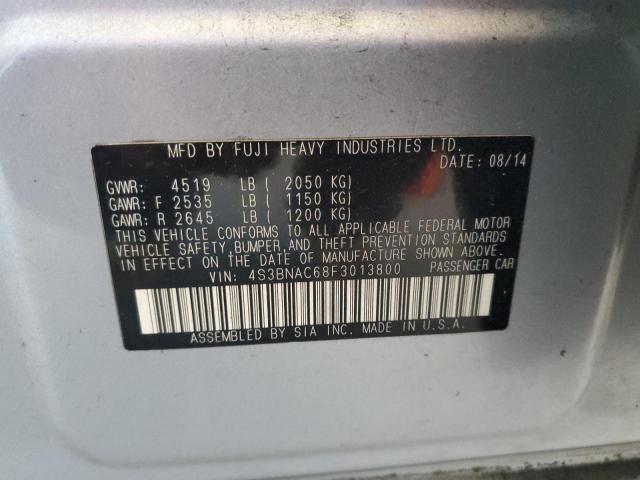 MFD BY FUJI HEAVY INDUSTRIES LTD.
DATE: 08/14
GVWR: 4519 LB ( 2050 KG)
GAWR: F 2535 LB ( 1150 KG)
GAWR: R 2645 LB ( 1200 KG)
THIS VEHICLE CONFORMS TO ALL APPLICABLE FEDERAL MOTOR
VEHICLE SAFETY, BUMPER, AND THEFT PREVENTION STANDARDS
IN EFFECT ON THE DATE OF MANUFACTURE SHOWN ABOVE.
VIN: 4S3BNAC68F3013800 PASSENGER CAR
ASSEMBLED BY SIA INC. MADE IN U.S.A.